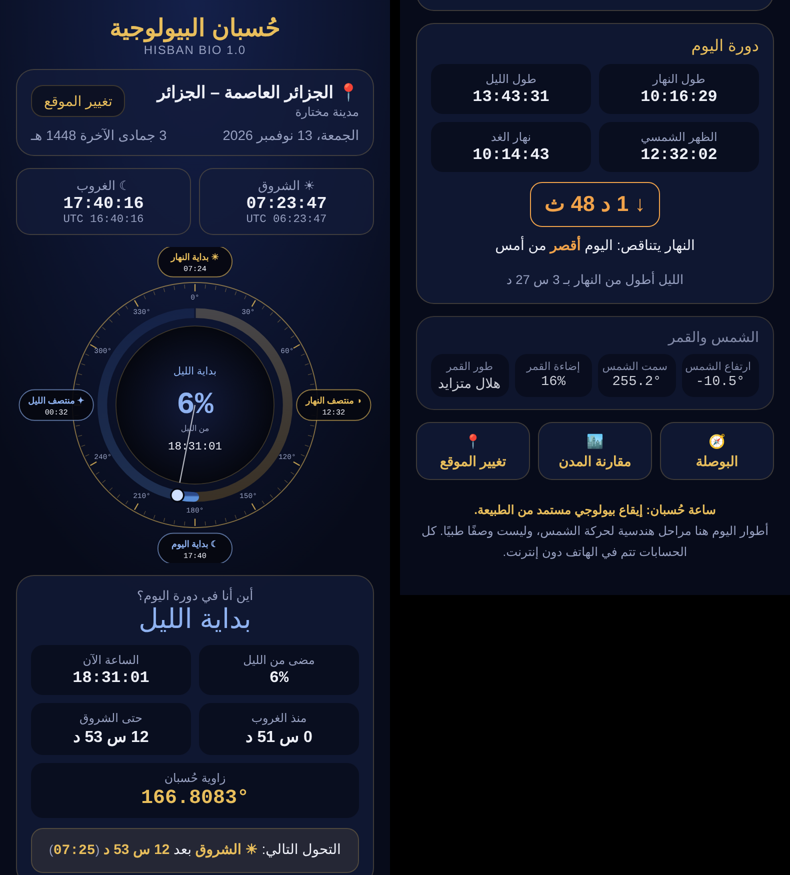 حُسبان البيولوجية
HISBAN BIO 1.0
📍 الجزائر العاصمة – الجزائر
تغيير الموقع
مدينة مختارة
الجمعة، 13 نوفمبر 2026
3 جمادى الآخرة 1448 هـ
☀ الشروق
07:23:47
UTC 06:23:47
☾ الغروب
17:40:16
UTC 16:40:16
☀ بداية النهار
07:24
0°
330°
60°
300°
بداية الليل
6%
من الليل
18:31:01
منتصف النهار
12:32
✦ منتصف الليل
00:32
120°
240°
150°
210°
180°
☾ بداية اليوم
17:40
أين أنا في دورة اليوم؟
بداية الليل
مضى من الليل
6%
الساعة الآن
18:31:01
منذ الغروب
0 س 51 د
حتى الشروق
12 س 53 د
زاوية حُسبان
166.8083°
التحول التالي: ☀ الشروق بعد 12 س 53 د (07:25)
دورة اليوم
طول النهار
10:16:29
طول الليل
13:43:31
الظهر الشمسي
12:32:02
نهار الغد
10:14:43
↓ 1 د 48 ث
النهار يتناقص: اليوم أقصر من أمس
الليل أطول من النهار بـ 3 س 27 د
الشمس والقمر
ارتفاع الشمس
-10.5°
سمت الشمس
255.2°
إضاءة القمر
16%
طور القمر
هلال متزايد
🧭
البوصلة
🏙️
مقارنة المدن
📍
تغيير الموقع
ساعة حُسبان: إيقاع بيولوجي مستمد من الطبيعة.
أطوار اليوم هنا مراحل هندسية لحركة الشمس، وليست وصفًا طبيًا. كل
الحسابات تتم في الهاتف دون إنترنت.